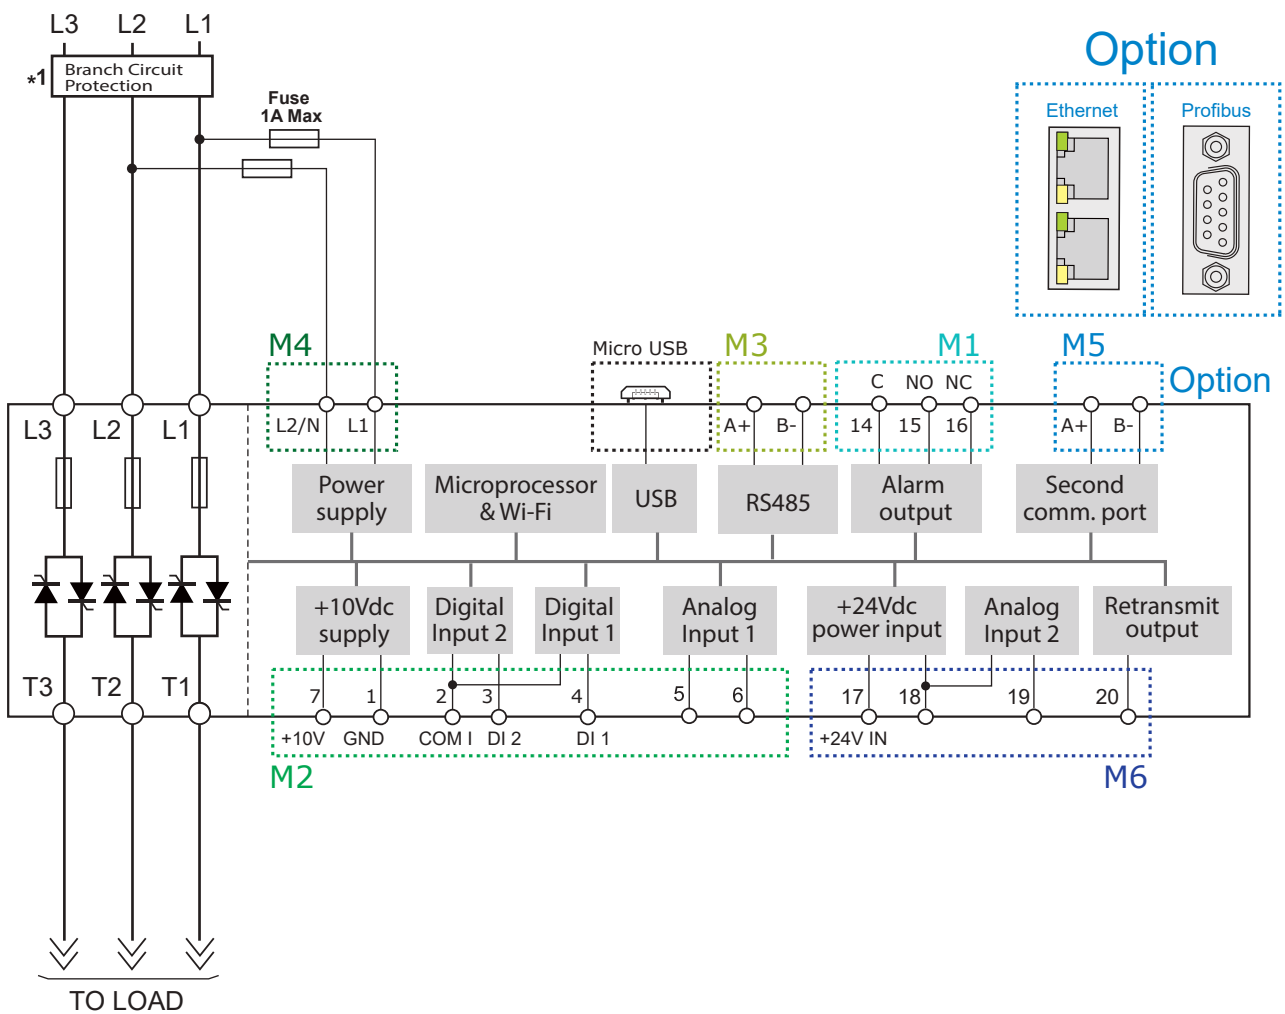 L3 L2 L1
*1 Branch Circuit
Protection
Fuse
1A Max
Option
Ethernet Profibus
M4 Micro USB M3 M1 M5
Option
C NO NC
L3 L2 L1 L2/N L1 A+ B- 14 15 16 A+ B-
Power
supply
Microprocessor
& Wi-Fi
USB
RS485
Alarm
output
Second
comm. port
+10Vdc
supply
Digital
Input 2
Digital
Input 1
Analog
Input 1
+24Vdc
power input
Analog
Input 2
Retransmit
output
T3 T2 T1 7 1 2 3 4 5 6 17 18 19 20
+10V GND COM I DI 2 DI 1 +24V IN
M2 M6
TO LOAD